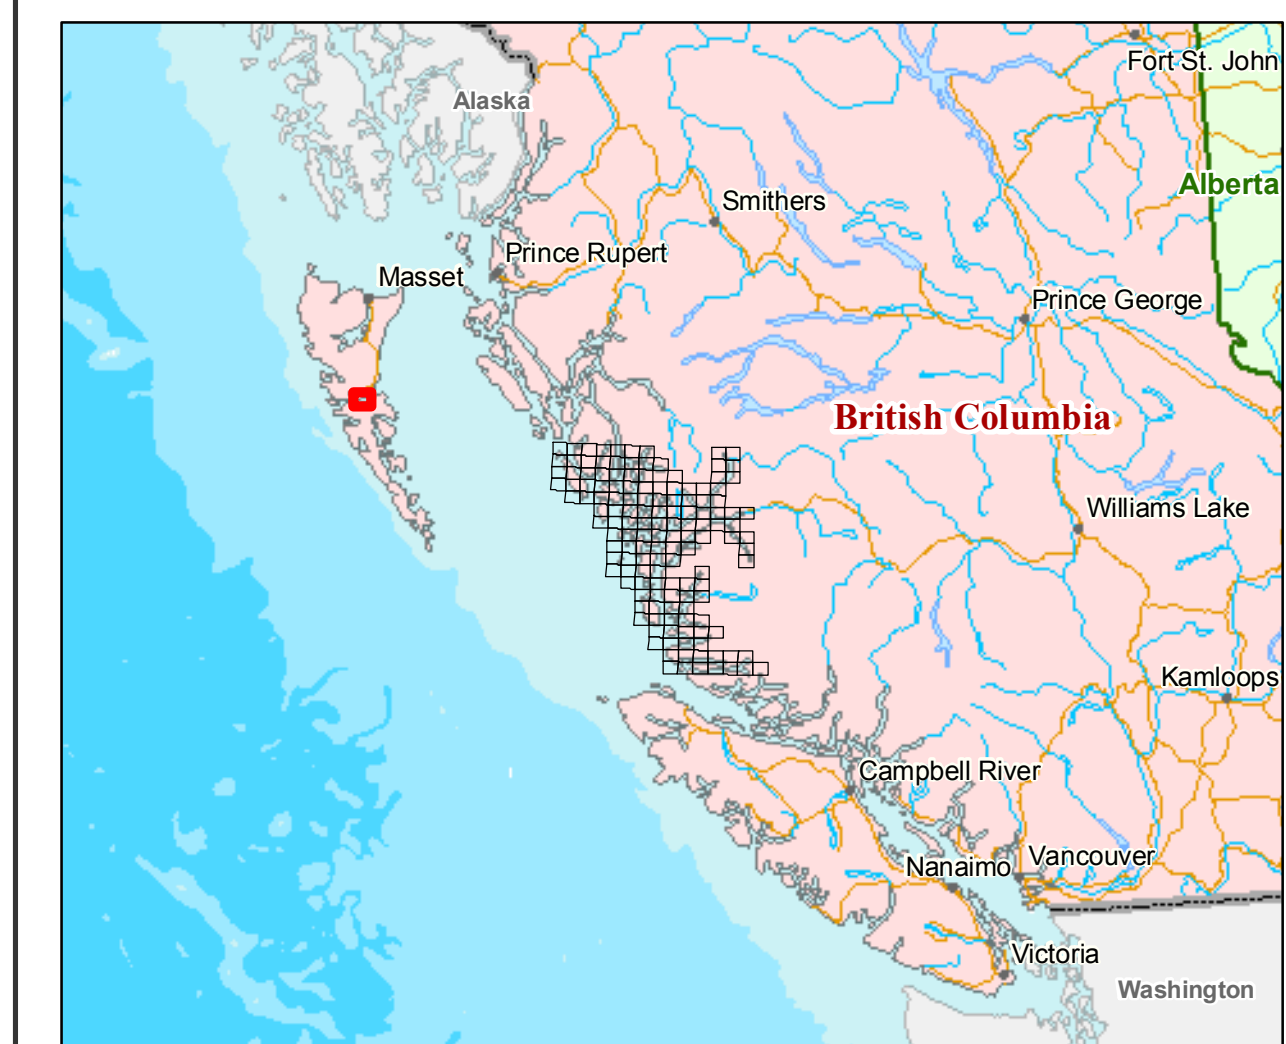 Fort St. John
Alaska
Alberta
Smithers
Prince Rupert
Masset
Prince George
British Columbia
Williams Lake
Kamloops
Campbell River
Vancouver
Nanaimo
Victoria
Washington